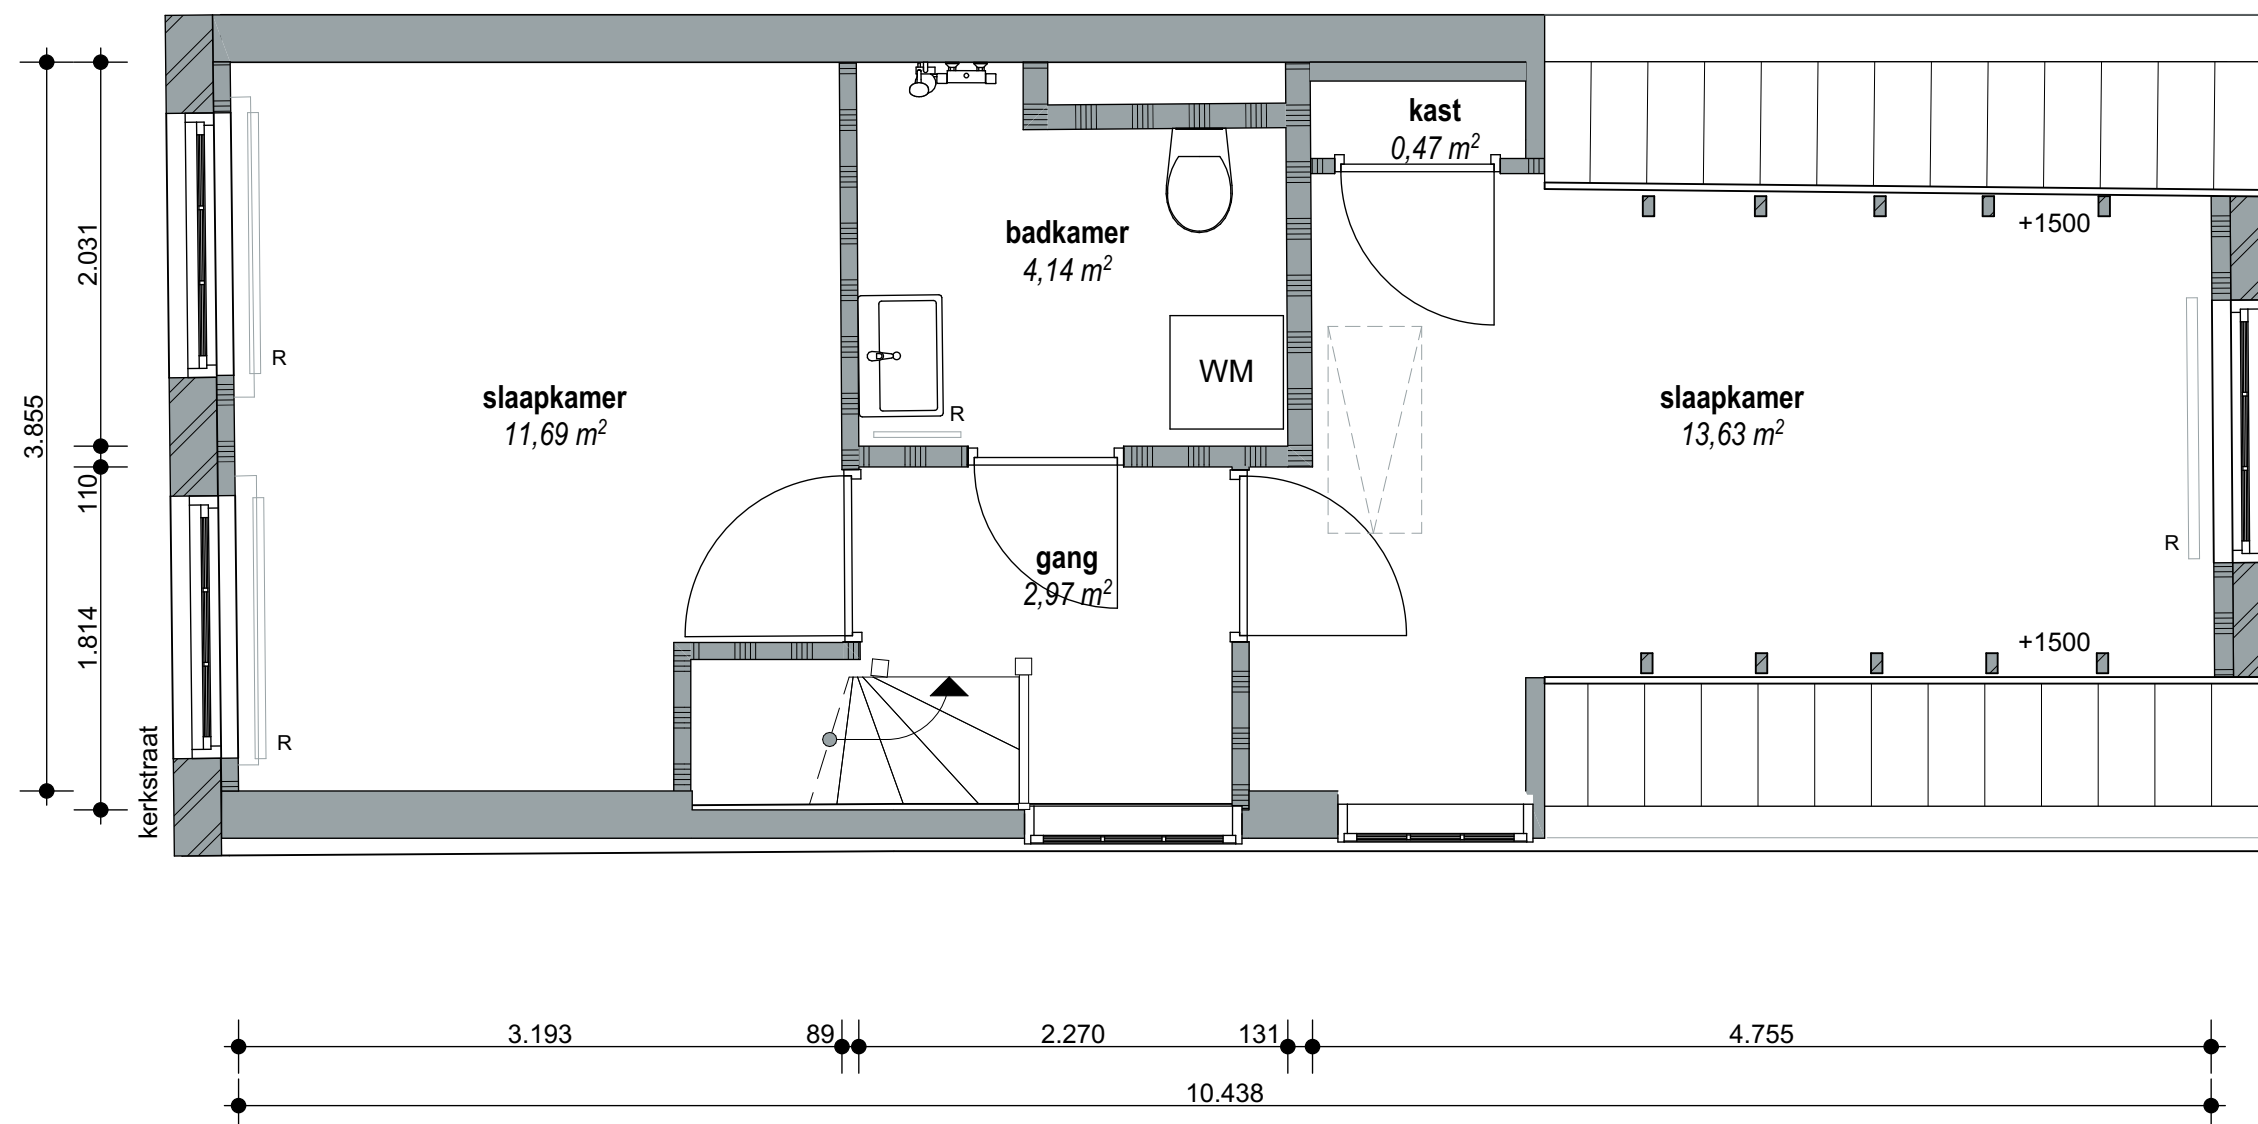 kast
0,47 m²
+1500
2.031
badkamer
4,14 m²
R
WM
slaapkamer
11,69 m²
slaapkamer
13,63 m²
3.855
R
110
gang
2,97 m²
R
1.814
+1500
R
kerkstraat
3.193
89
2.270
131
4.755
10.438